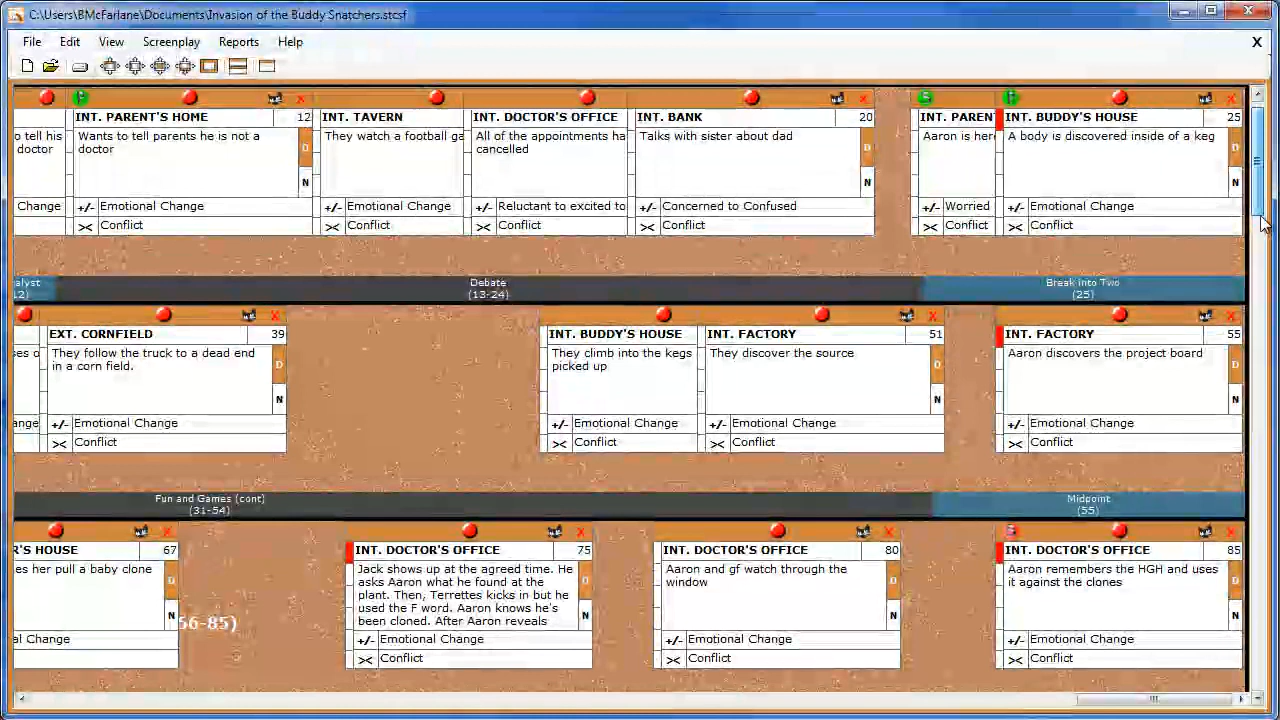 C:\Users\BMcFarlane\Documents\Invasion of the Buddy Snatchers.stcsf
File Edit View Screenplay Reports Help X
INT. PARENT'S HOME 12 INT. TAVERN INT. DOCTOR'S OFFICE INT. BANK 20 INT. PAREN INT. BUDDY'S HOUSE 25
o tell his Wants to tell parents he is not a They watch a football ga All of the appointments ha Talks with sister about dad Aaron is her A body is discovered inside of a keg
doctor doctor cancelled
D D D
N N N
Change +/- Emotional Change +/- Emotional Change +/- Reluctant to excited to +/- Concerned to Confused +/- Worried +/- Emotional Change
>< Conflict >< Conflict >< Conflict >< Conflict >< Conflict >< Conflict
alyst Debate Break into Two
12) (13-24) (25)
EXT. CORNFIELD 39 INT. BUDDY'S HOUSE INT. FACTORY 51 INT. FACTORY 55
They follow the truck to a dead end They climb into the kegs They discover the source Aaron discovers the project board
in a corn field. picked up
D D D
N N N
ange +/- Emotional Change +/- Emotional Change +/- Emotional Change +/- Emotional Change
>< Conflict >< Conflict >< Conflict >< Conflict
Fun and Games (cont) Midpoint
(31-54) (55)
R'S HOUSE 67 INT. DOCTOR'S OFFICE 75 INT. DOCTOR'S OFFICE 80 INT. DOCTOR'S OFFICE 85
es her pull a baby clone Jack shows up at the agreed time. He Aaron and gf watch through the Aaron remembers the HGH and uses
asks Aaron what he found at the window it against the clones
plant. Then, Terrettes kicks in but he
used the F word. Aaron knows he's
been cloned. After Aaron reveals
D D D D
N N N N
56-85)
al Change +/- Emotional Change +/- Emotional Change +/- Emotional Change
>< Conflict >< Conflict >< Conflict